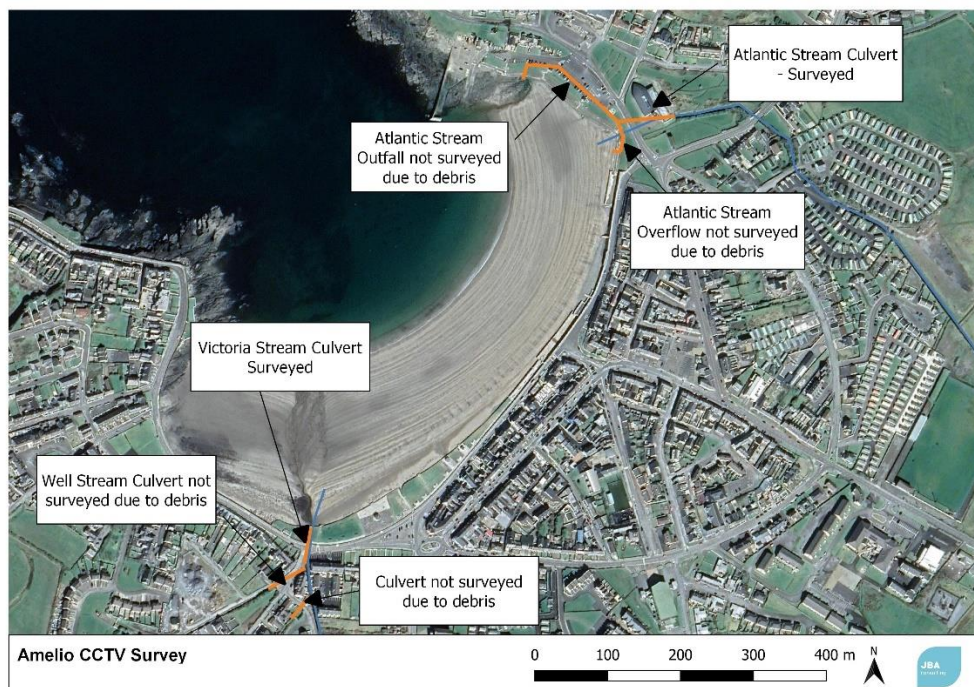 Atlantic Stream Culvert
- Surveyed
Atlantic Stream
Outfall not surveyed
due to debris
Atlantic Stream
Overflow not surveyed
due to debris
Victoria Stream Culvert
Surveyed
Well Stream Culvert not
surveyed due to debris
Culvert not surveyed
due to debris
Amelio CCTV Survey
0 100 200 300 400 m
N
JBA